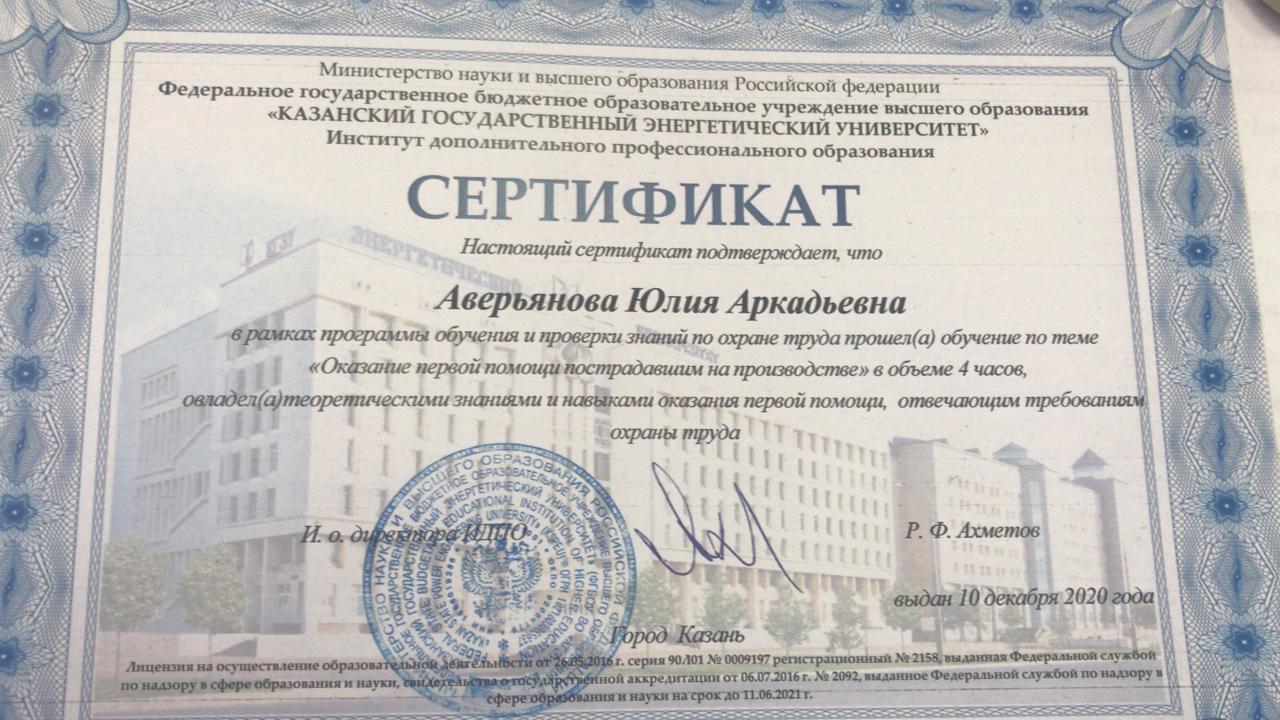 Министерство науки и высшего образования Российской федерации
Федеральное государственное бюджетное образовательное учреждение высшего образования
«КАЗАНСКИЙ ГОСУДАРСТВЕННЫЙ ЭНЕРГЕТИЧЕСКИЙ УНИВЕРСИТЕТ»
Институт дополнительного профессионального образования
СЕРТИФИКАТ
Настоящий сертификат подтверждает, что
ЭНЕРГЕТИЧЕСКИЙ
Аверьянова Юлия Аркадьевна
в рамках программы обучения и проверки знаний по охране труда прошел(а) обучение по теме
«Оказание первой помощи пострадавшим на производстве» в объеме 4 часов,
овладел(а)теоретическими знаниями и навыками оказания первой помощи, отвечающим требованиям
охраны труда
И. о. директора ИДПО
Р. Ф. Ахметов
выдан 10 декабря 2020 года
Город Казань
Лицензия на осуществление образовательной деятельности от 26.05.2016 г. серия 90Л01 № 0009197 регистрационный № 2158, выданная Федеральной службой
по надзору в сфере образования и науки, свидетельства о государственной аккредитации от 06.07.2016 г. № 2092, выданное Федеральной службой по надзору в
сфере образования и науки на срок до 11.06.2021 г.